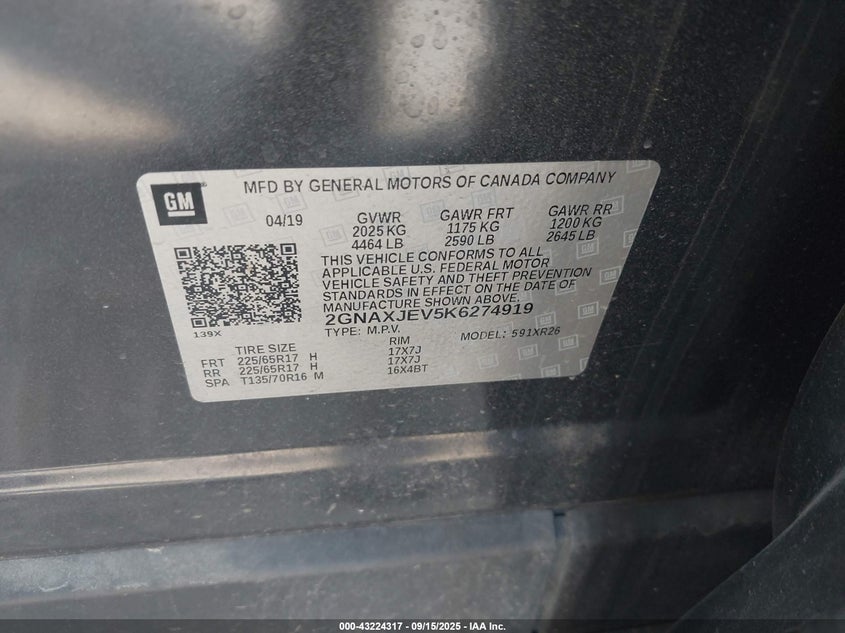 GM
MFD BY GENERAL MOTORS OF CANADA COMPANY
04/19 GVWR GAWR FRT GAWR RR
2025 KG 1175 KG 1200 KG
4464 LB 2590 LB 2645 LB
THIS VEHICLE CONFORMS TO ALL
APPLICABLE U.S. FEDERAL MOTOR
VEHICLE SAFETY AND THEFT PREVENTION
STANDARDS IN EFFECT ON THE DATE OF
MANUFACTURE SHOWN ABOVE.
2GNAXJEV5K6274919
139X
TYPE: M.P.V. MODEL: 591XR26
TIRE SIZE RIM
FRT 225/65R17 H 17X7J
RR 225/65R17 H 17X7J
SPA T135/70R16 M 16X4BT
000-43224317 - 09/15/2025 - IAA Inc.